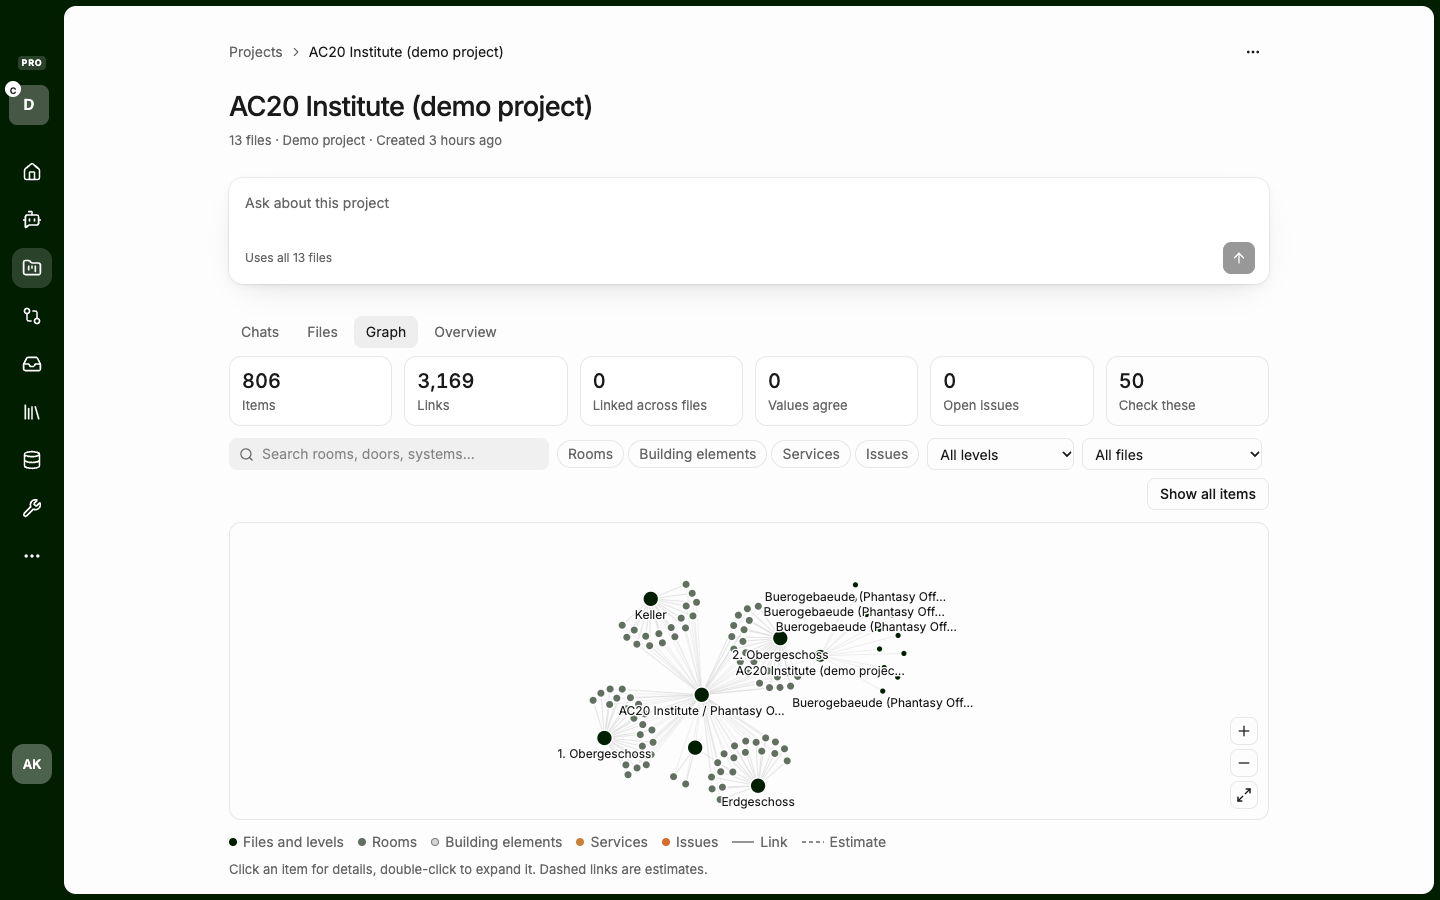 PRO
C
D
Projects > AC20 Institute (demo project)
AC20 Institute (demo project)
13 files · Demo project · Created 3 hours ago
Ask about this project
Uses all 13 files
Chats
Files
Graph
Overview
806
Items
3,169
Links
0
Linked across files
0
Values agree
0
Open issues
50
Check these
Search rooms, doors, systems...
Rooms
Building elements
Services
Issues
All levels
All files
Show all items
Keller
Buerogebaeude (Phantasy Off...
Buerogebaeude (Phantasy Off...
Buerogebaeude (Phantasy Off...
2. Obergeschoss
AC20 Institute (demo projec...
Buerogebaeude (Phantasy Off...
AC20 Institute / Phantasy O...
1. Obergeschoss
Erdgeschoss
Files and levels
Rooms
Building elements
Services
Issues
Link
Estimate
Click an item for details, double-click to expand it. Dashed links are estimates.
AK